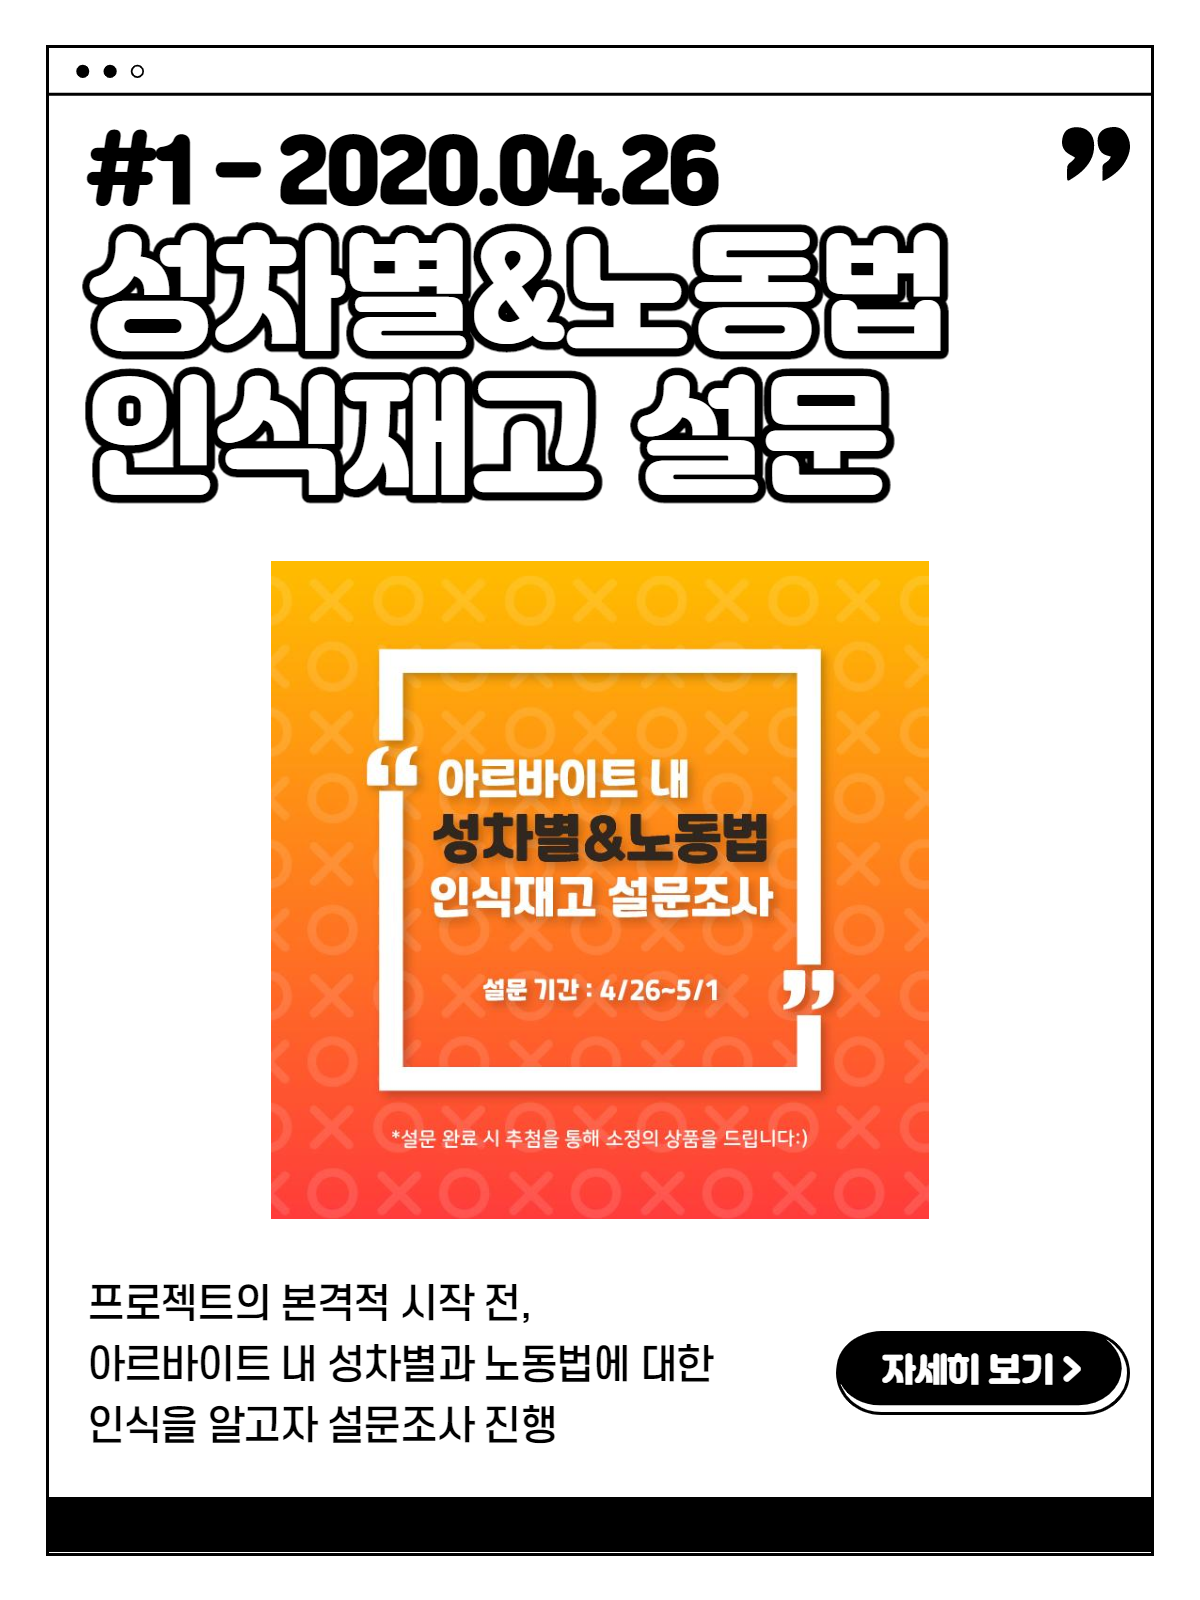 #1 - 2020.04.26
”
성차별&노동법
인식재고 설문
“ 아르바이트 내
성차별&노동법
인식재고 설문조사
설문 기간 : 4/26~5/1 ”
*설문 완료 시 추첨을 통해 소정의 상품을 드립니다:)
프로젝트의 본격적 시작 전,
아르바이트 내 성차별과 노동법에 대한
인식을 알고자 설문조사 진행
자세히 보기 >